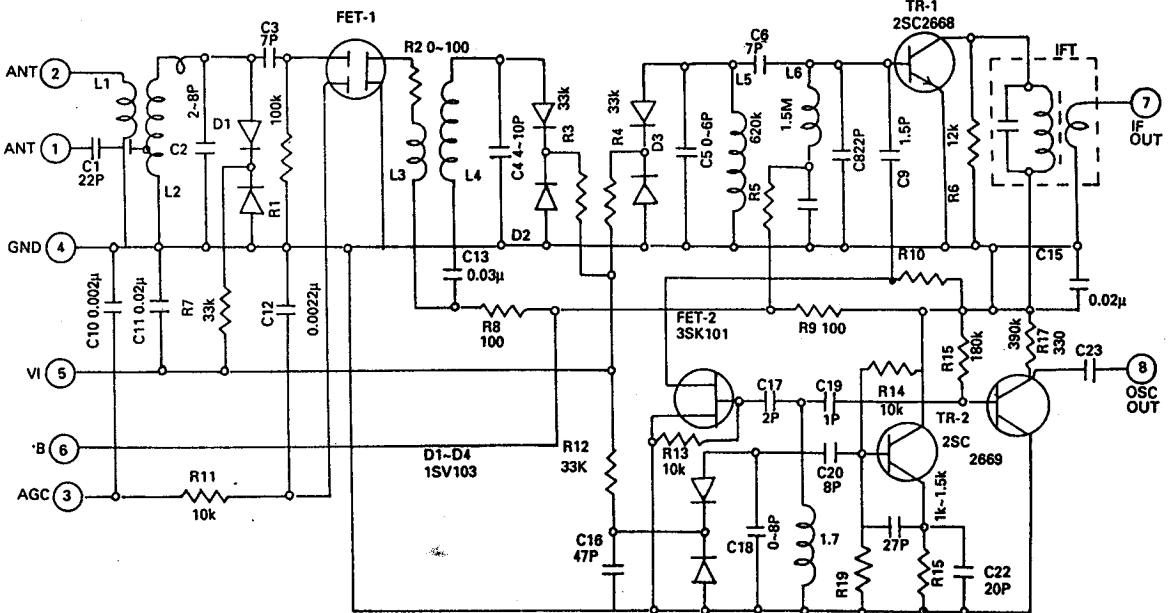 FET-1
TR-1
2SC2668
C3
7P
R2 0~100
C6
7P
IFT
ANT 2
L1
2~8P
D1
100k
33k
R3
33k
R4
D3
L5
L6
620k
1.5M
1.5P
12k
7
IF
OUT
ANT 1
C1
22P
C2
L2
R1
L3
L4
C4 4~10P
D2
C5 0~6P
R5
C822P
C9
R6
GND 4
C10 0.002μ
C11 0.02μ
R7
33k
C12
0.0022μ
C13
0.03μ
R10
C15
0.02μ
R8
100
FET-2
3SK101
R9 100
390k
R17
330
R15
180k
C23
8
OSC
OUT
VI 5
C17
2P
C19
1P
R14
10k
TR-2
2SC
2669
B 6
D1~D4
1SV103
R12
33K
R13
10k
C20
8P
1k~1.5k
AGC 3
R11
10k
C16
47P
C18
0~8P
1.7
27P
R19
R15
C22
20P